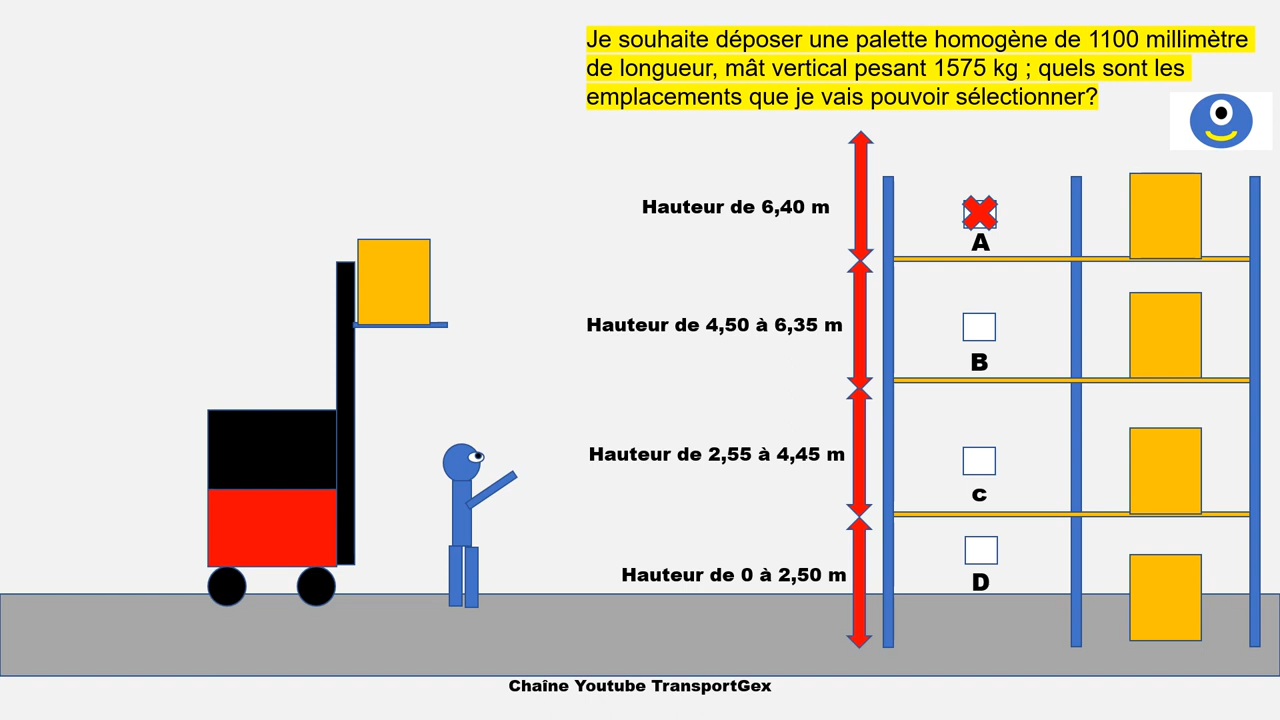 Je souhaite déposer une palette homogène de 1100 millimètre
de longueur, mât vertical pesant 1575 kg ; quels sont les
emplacements que je vais pouvoir sélectionner?
Hauteur de 6,40 m
A
Hauteur de 4,50 à 6,35 m
B
Hauteur de 2,55 à 4,45 m
c
Hauteur de 0 à 2,50 m
D
Chaîne Youtube TransportGex